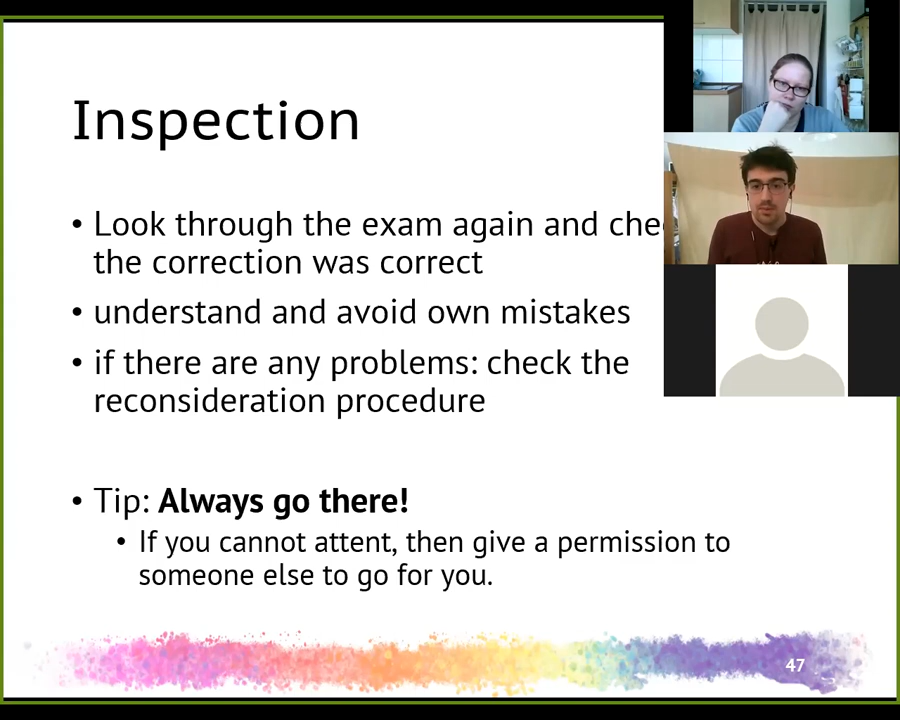 Inspection
• Look through the exam again and
the correction was correct
• understand and avoid own mistakes
• if there are any problems: check the
reconsideration procedure
• Tip: Always go there!
• If you cannot attent, then give a permission to
someone else to go for you.
47